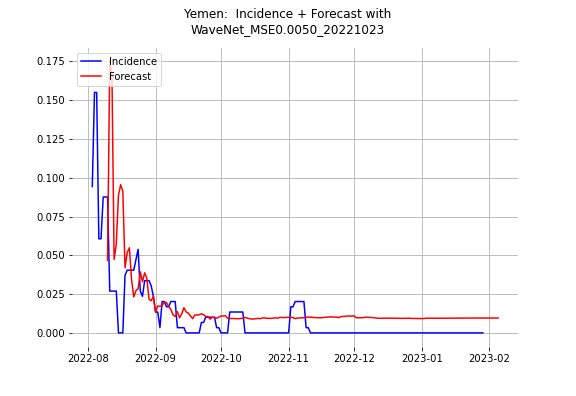 Yemen:  Incidence + Forecast with
WaveNet_MSE0.0050_20221023
Incidence
Forecast
0.175
0.150
0.125
0.100
0.075
0.050
0.025
0.000
2022-08 2022-09 2022-10 2022-11 2022-12 2023-01 2023-02